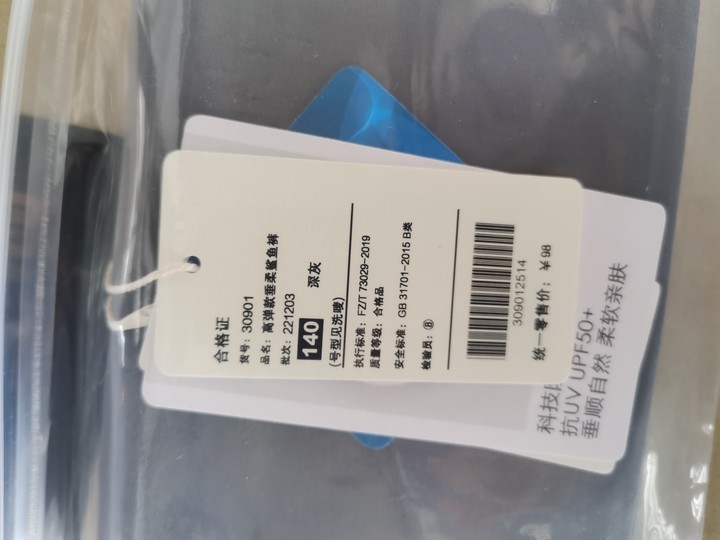 合格证
货号：30901
品名：高弹款垂柔鲨鱼裤
批次：221203
140 深灰
(号型见洗唛)
执行标准：FZ/T 73029-2019
质量等级：合格品
安全标准：GB 31701-2015 B类
检验员：⑧
309012514
统一零售价：￥98
科技
抗UV UPF50+
垂顺自然 柔软亲肤